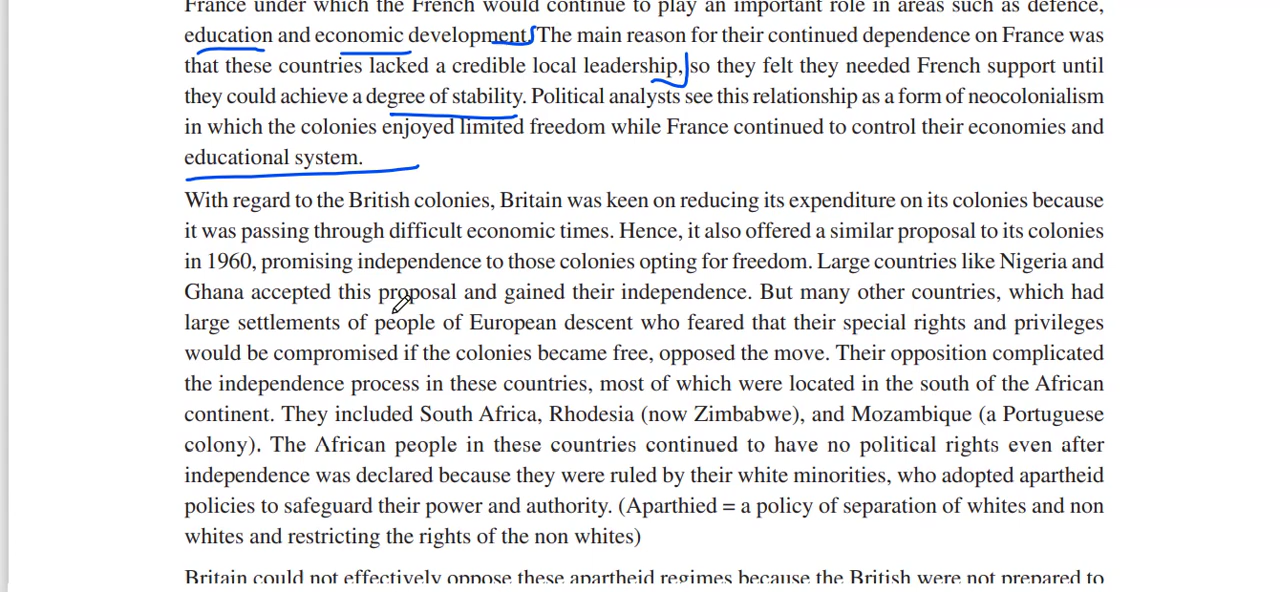 France under which the French would continue to play an important role in areas such as defence,
education and economic development. The main reason for their continued dependence on France was
that these countries lacked a credible local leadership, so they felt they needed French support until
they could achieve a degree of stability. Political analysts see this relationship as a form of neocolonialism
in which the colonies enjoyed limited freedom while France continued to control their economies and
educational system.
With regard to the British colonies, Britain was keen on reducing its expenditure on its colonies because
it was passing through difficult economic times. Hence, it also offered a similar proposal to its colonies
in 1960, promising independence to those colonies opting for freedom. Large countries like Nigeria and
Ghana accepted this proposal and gained their independence. But many other countries, which had
large settlements of people of European descent who feared that their special rights and privileges
would be compromised if the colonies became free, opposed the move. Their opposition complicated
the independence process in these countries, most of which were located in the south of the African
continent. They included South Africa, Rhodesia (now Zimbabwe), and Mozambique (a Portuguese
colony). The African people in these countries continued to have no political rights even after
independence was declared because they were ruled by their white minorities, who adopted apartheid
policies to safeguard their power and authority. (Aparthied = a policy of separation of whites and non
whites and restricting the rights of the non whites)
Britain could not effectively oppose these apartheid regimes because the British were not prepared to